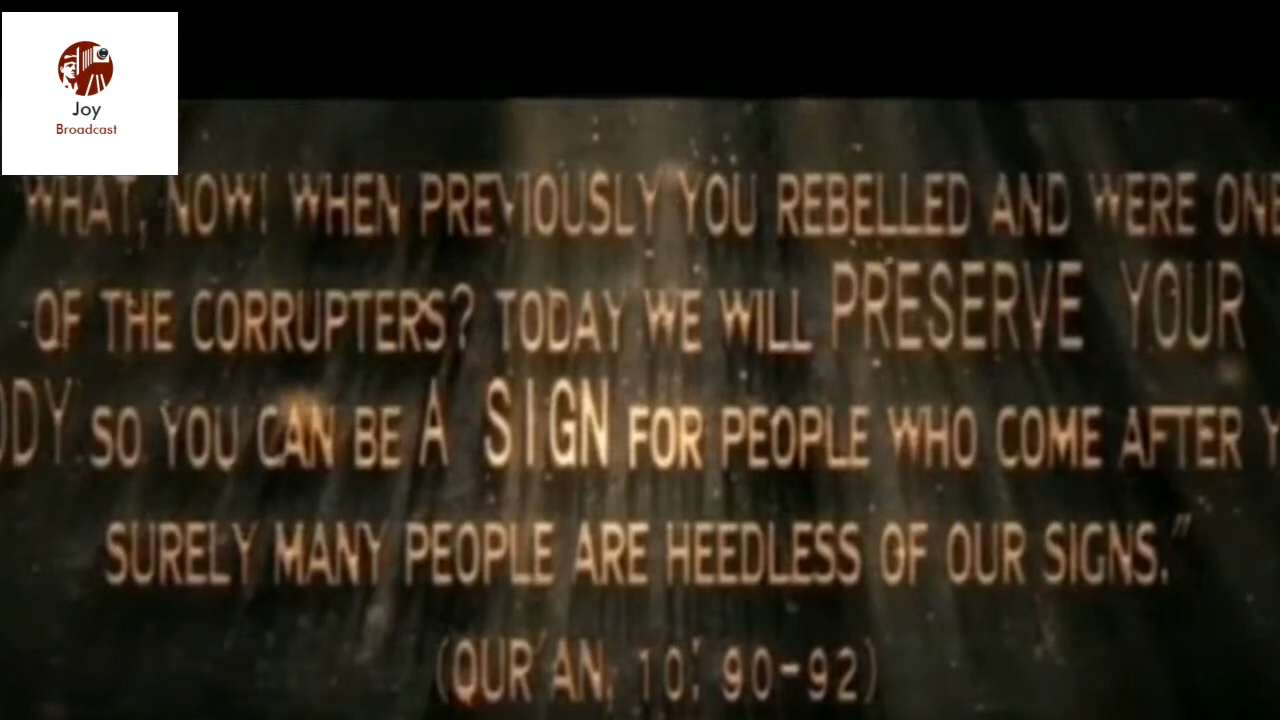 Joy
Broadcast
WHAT, NOW! WHEN PREVIOUSLY YOU REBELLED AND WERE ONE
OF THE CORRUPTERS? TODAY WE WILL PRESERVE YOUR
ODY SO YOU CAN BE A SIGN FOR PEOPLE WHO COME AFTER Y
SURELY MANY PEOPLE ARE HEEDLESS OF OUR SIGNS."
(QUR'AN, 10: 90-92)